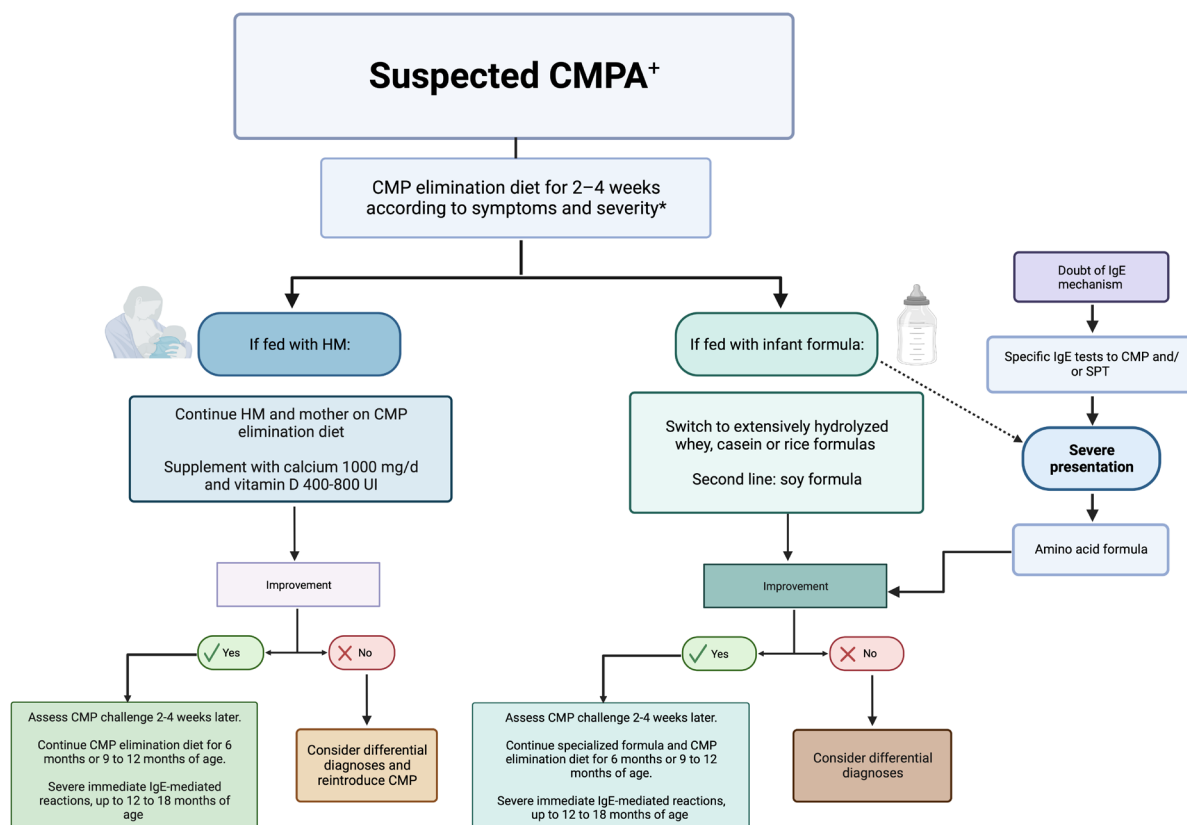 Suspected CMPA⁺
CMP elimination diet for 2–4 weeks
according to symptoms and severity*
If fed with HM:
Continue HM and mother on CMP
elimination diet
Supplement with calcium 1000 mg/d
and vitamin D 400-800 UI
Improvement
Yes
No
Assess CMP challenge 2-4 weeks later.
Continue CMP elimination diet for 6
months or 9 to 12 months of age.
Severe immediate IgE-mediated
reactions, up to 12 to 18 months of
age
Consider differential
diagnoses and
reintroduce CMP
If fed with infant formula:
Switch to extensively hydrolyzed
whey, casein or rice formulas
Second line: soy formula
Improvement
Yes
No
Assess CMP challenge 2-4 weeks later.
Continue specialized formula and CMP
elimination diet for 6 months or 9 to 12
months of age.
Severe immediate IgE-mediated reactions,
up to 12 to 18 months of age
Consider differential
diagnoses
Doubt of IgE
mechanism
Specific IgE tests to CMP and/
or SPT
Severe
presentation
Amino acid formula